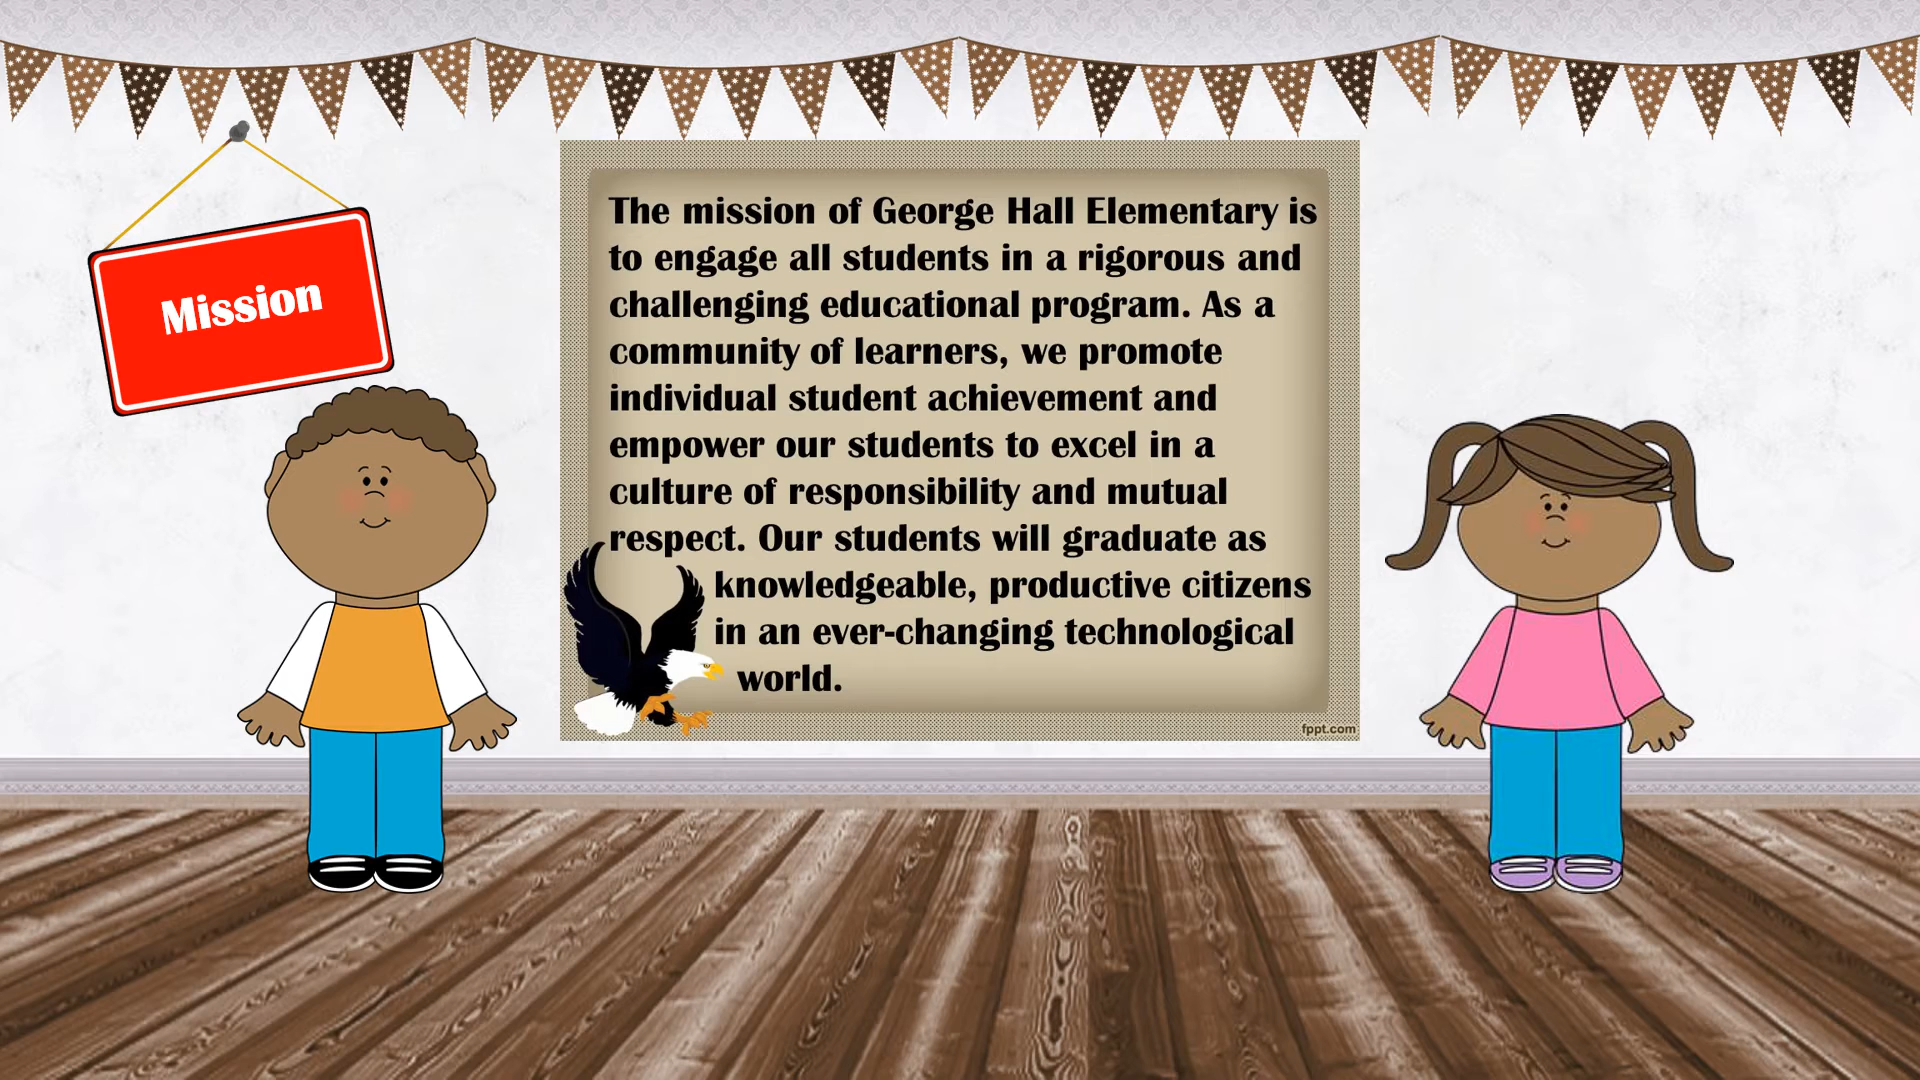 Mission
The mission of George Hall Elementary is
to engage all students in a rigorous and
challenging educational program. As a
community of learners, we promote
individual student achievement and
empower our students to excel in a
culture of responsibility and mutual
respect. Our students will graduate as
knowledgeable, productive citizens
in an ever-changing technological
world.
fppt.com